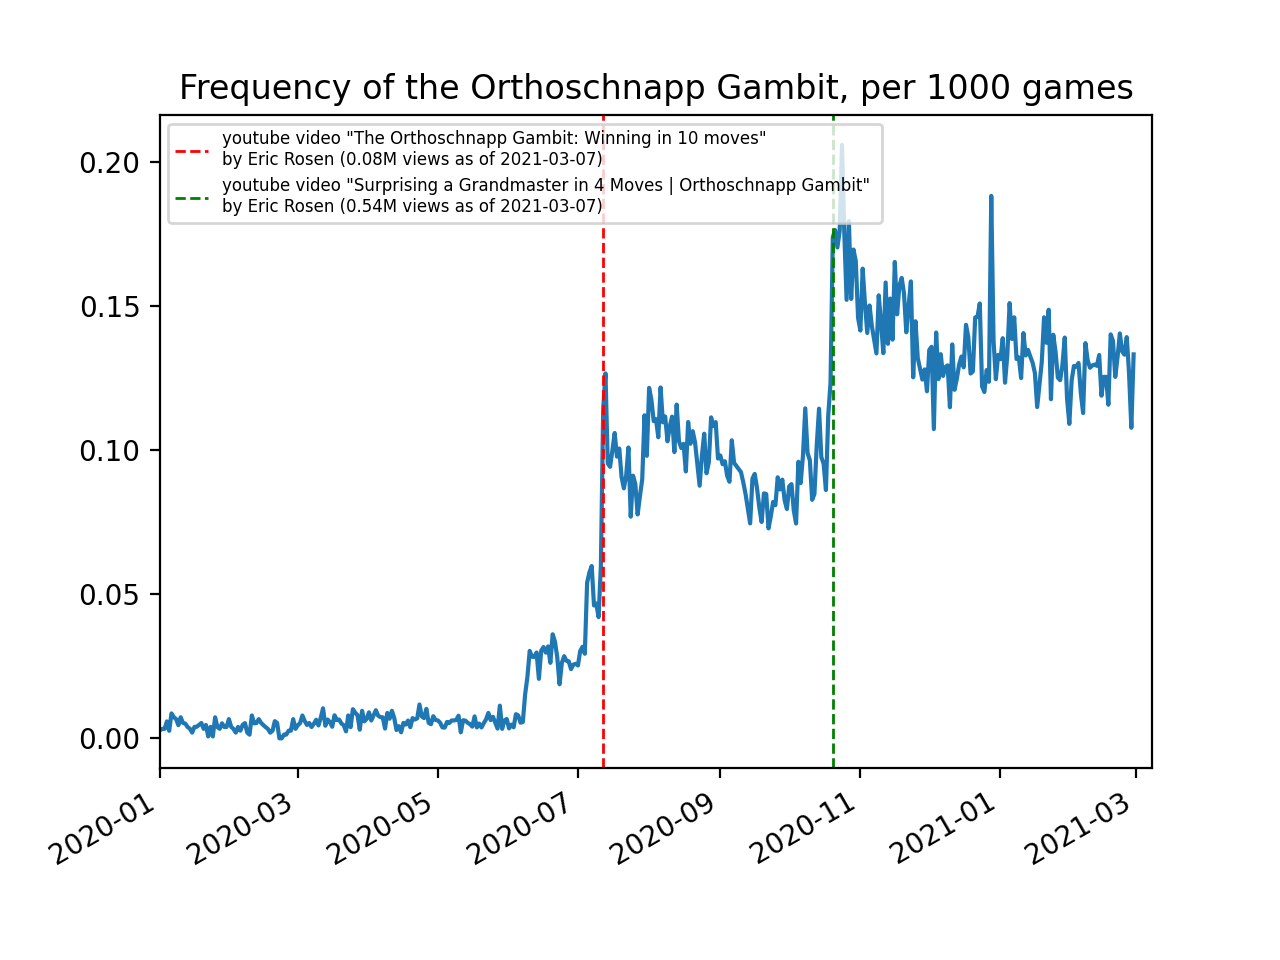 Frequency of the Orthoschnapp Gambit, per 1000 games
youtube video "The Orthoschnapp Gambit: Winning in 10 moves"
by Eric Rosen (0.08M views as of 2021-03-07)
youtube video "Surprising a Grandmaster in 4 Moves | Orthoschnapp Gambit"
by Eric Rosen (0.54M views as of 2021-03-07)
0.20
0.15
0.10
0.05
0.00
2020-01
2020-03
2020-05
2020-07
2020-09
2020-11
2021-01
2021-03